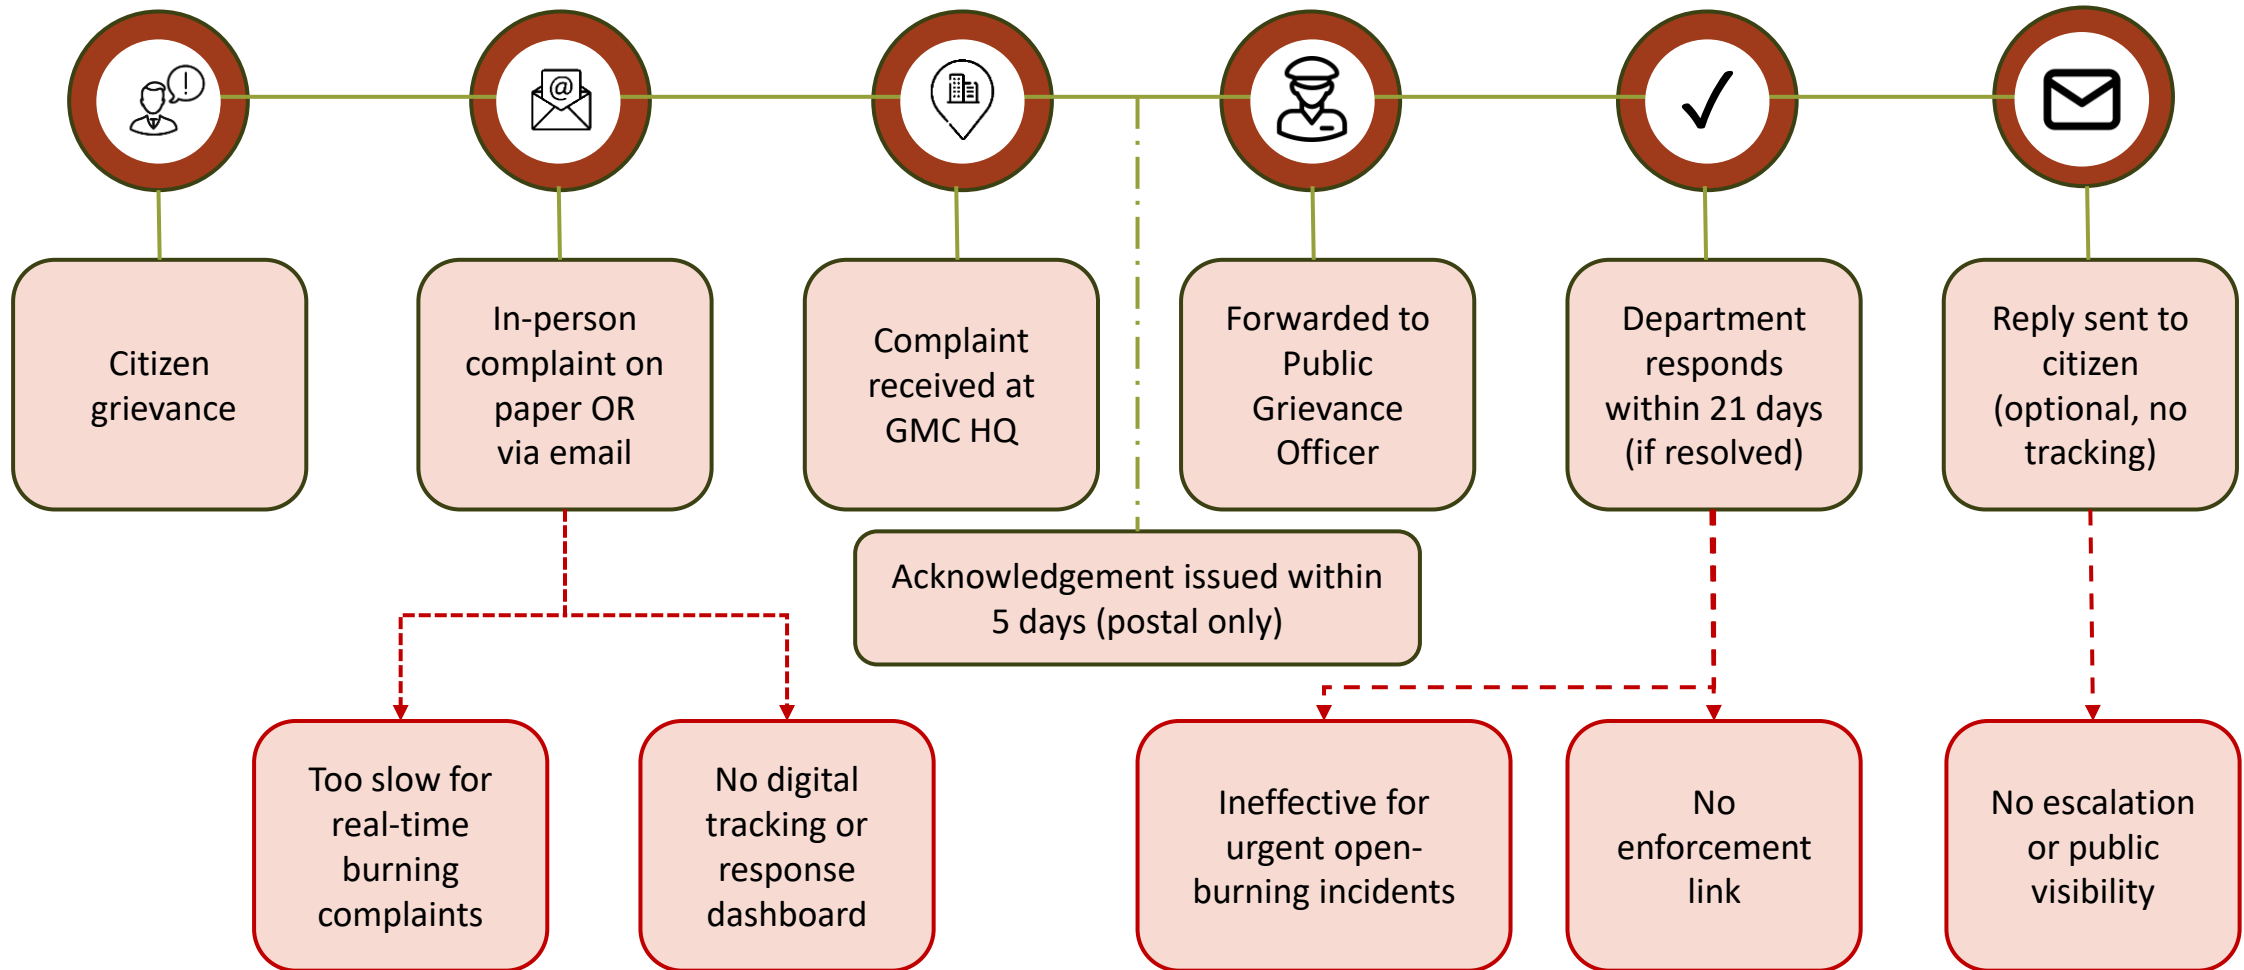 Citizen
grievance
In-person
complaint on
paper OR
via email
Complaint
received at
GMC HQ
Forwarded to
Public
Grievance
Officer
Department
responds
within 21 days
(if resolved)
Reply sent to
citizen
(optional, no
tracking)
Acknowledgement issued within
5 days (postal only)
Too slow for
real-time
burning
complaints
No digital
tracking or
response
dashboard
Ineffective for
urgent open-
burning incidents
No
enforcement
link
No escalation
or public
visibility